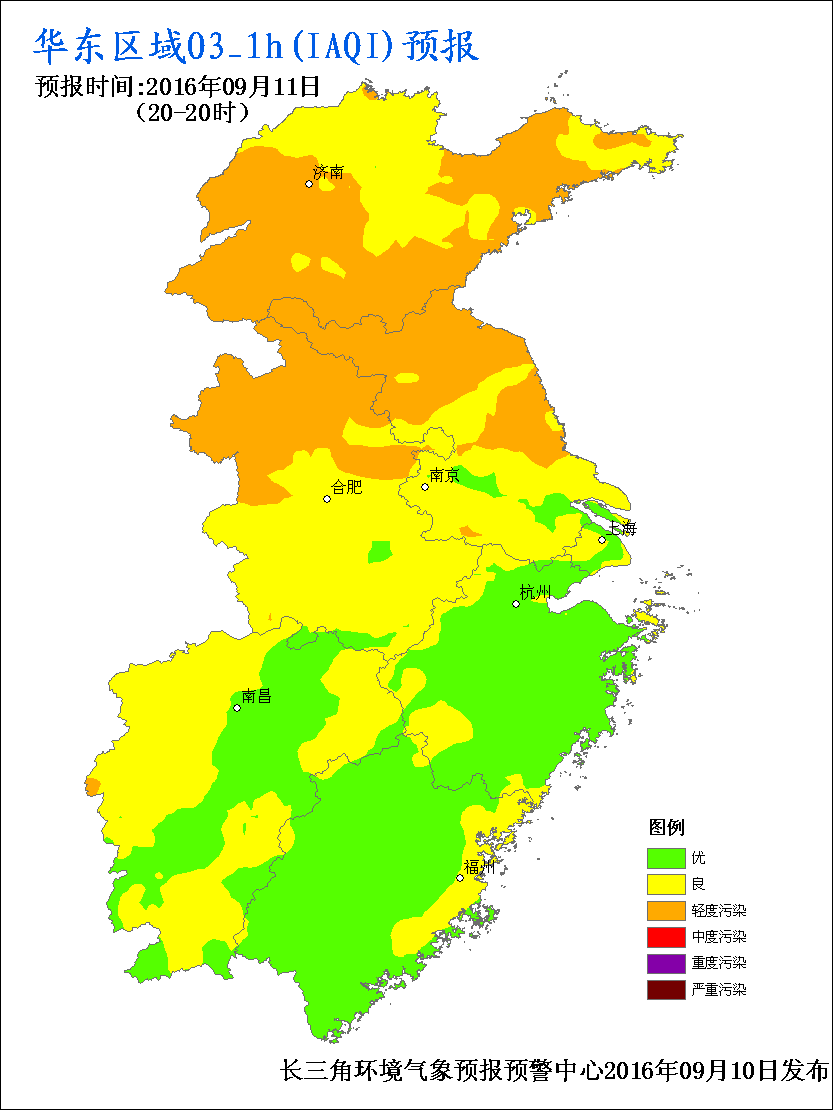 华东区域O3_1h(IAQI)预报
预报时间:2016年09月11日
（20-20时）
济南
南京
合肥
上海
杭州
南昌
福州
图例
优
良
轻度污染
中度污染
重度污染
严重污染
长三角环境气象预报预警中心2016年09月10日发布